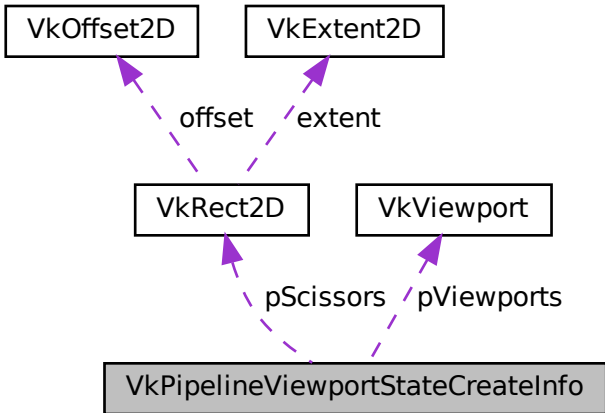 VkOffset2D
VkExtent2D
offset
extent
VkRect2D
VkViewport
pScissors
pViewports
VkPipelineViewportStateCreateInfo